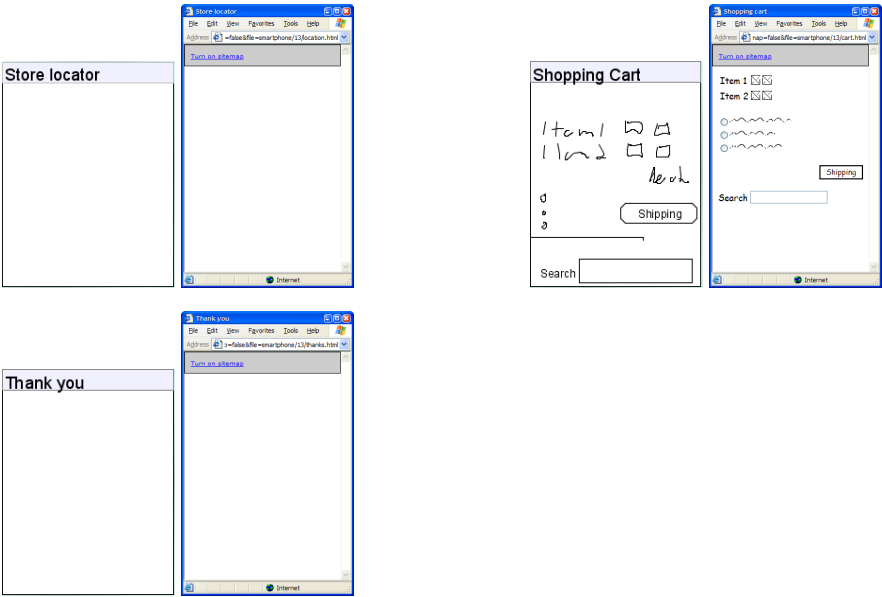 Store locator
Store locator
File Edit View Favorites Tools Help
Address =false&file=smartphone/13/location.html
Turn on sitemap
Internet
Shopping Cart
Item 1
Item 2
Shipping
Search
Shopping cart
File Edit View Favorites Tools Help
Address nap=false&file=smartphone/13/cart.html
Turn on sitemap
Item 1
Item 2
Shipping
Search
Internet
Thank you
Thank you
File Edit View Favorites Tools Help
Address =false&file=smartphone/13/thanks.html
Turn on sitemap
Internet